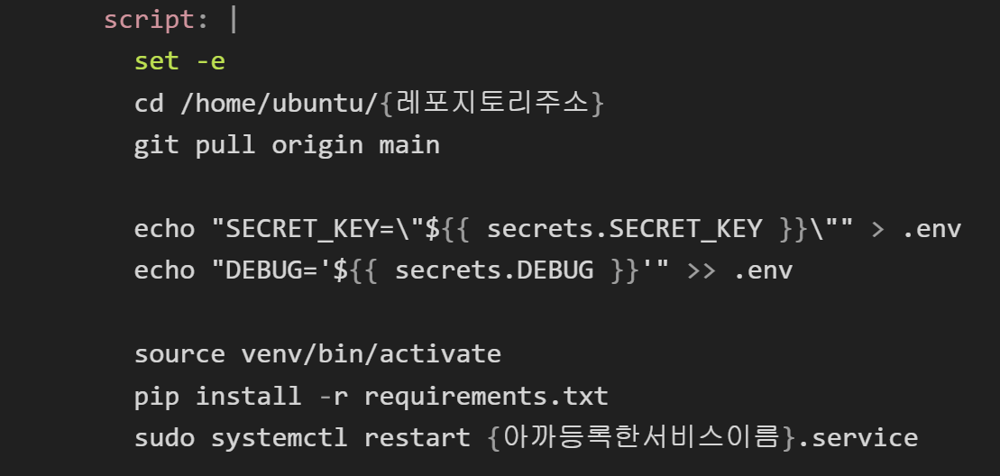 script: |
set -e
cd /home/ubuntu/{레포지토리주소}
git pull origin main
echo "SECRET_KEY=\"${{ secrets.SECRET_KEY }}\"" > .env
echo "DEBUG='${{ secrets.DEBUG }}'" >> .env
source venv/bin/activate
pip install -r requirements.txt
sudo systemctl restart {아까등록한서비스이름}.service